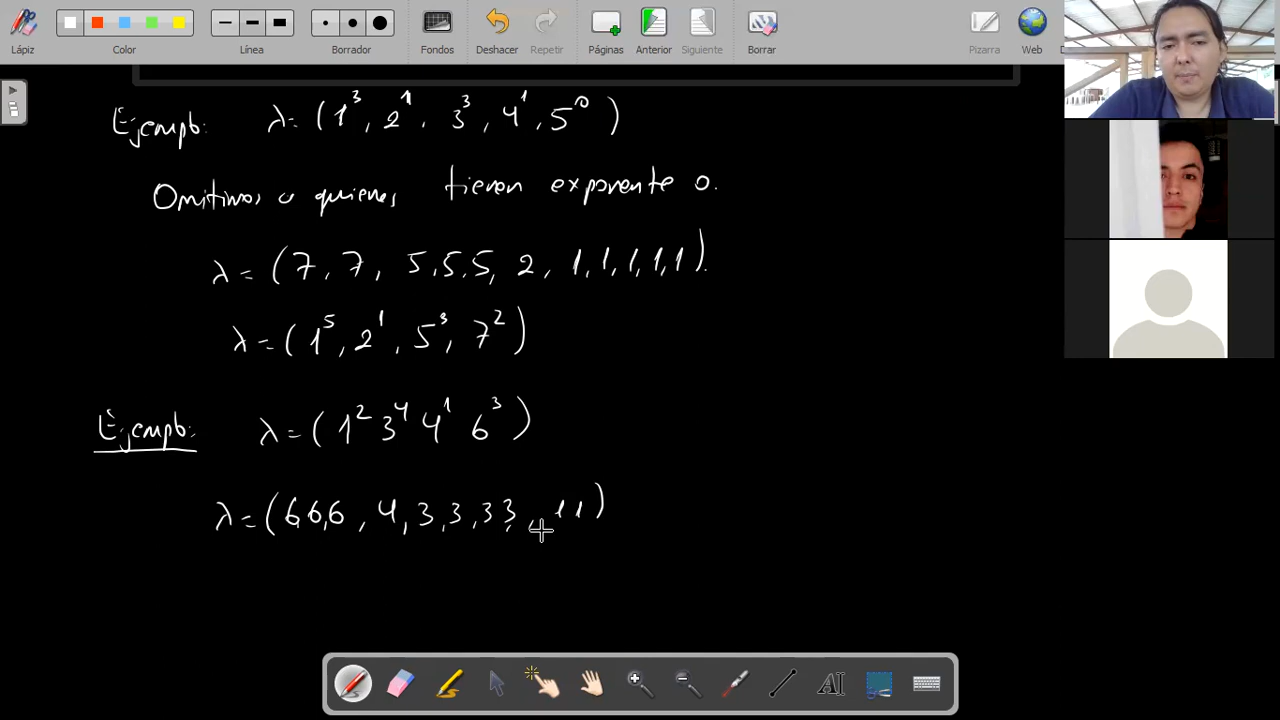 Lápiz Color Línea Borrador Fondos Deshacer Repetir Páginas Anterior Siguiente Borrar Pizarra Web
Ejemplo: λ = (1³, 2¹, 3³, 4¹, 5⁰)
Omitimos a quienes tienen exponente 0.
λ = (7, 7, 5,5,5, 2, 1,1,1,1,1).
λ = (1⁵, 2¹, 5³, 7²)
Ejemplo: λ = (1² 3⁴ 4¹ 6³)
λ = (6,6,6, 4,3,3,3 3, 1 1)